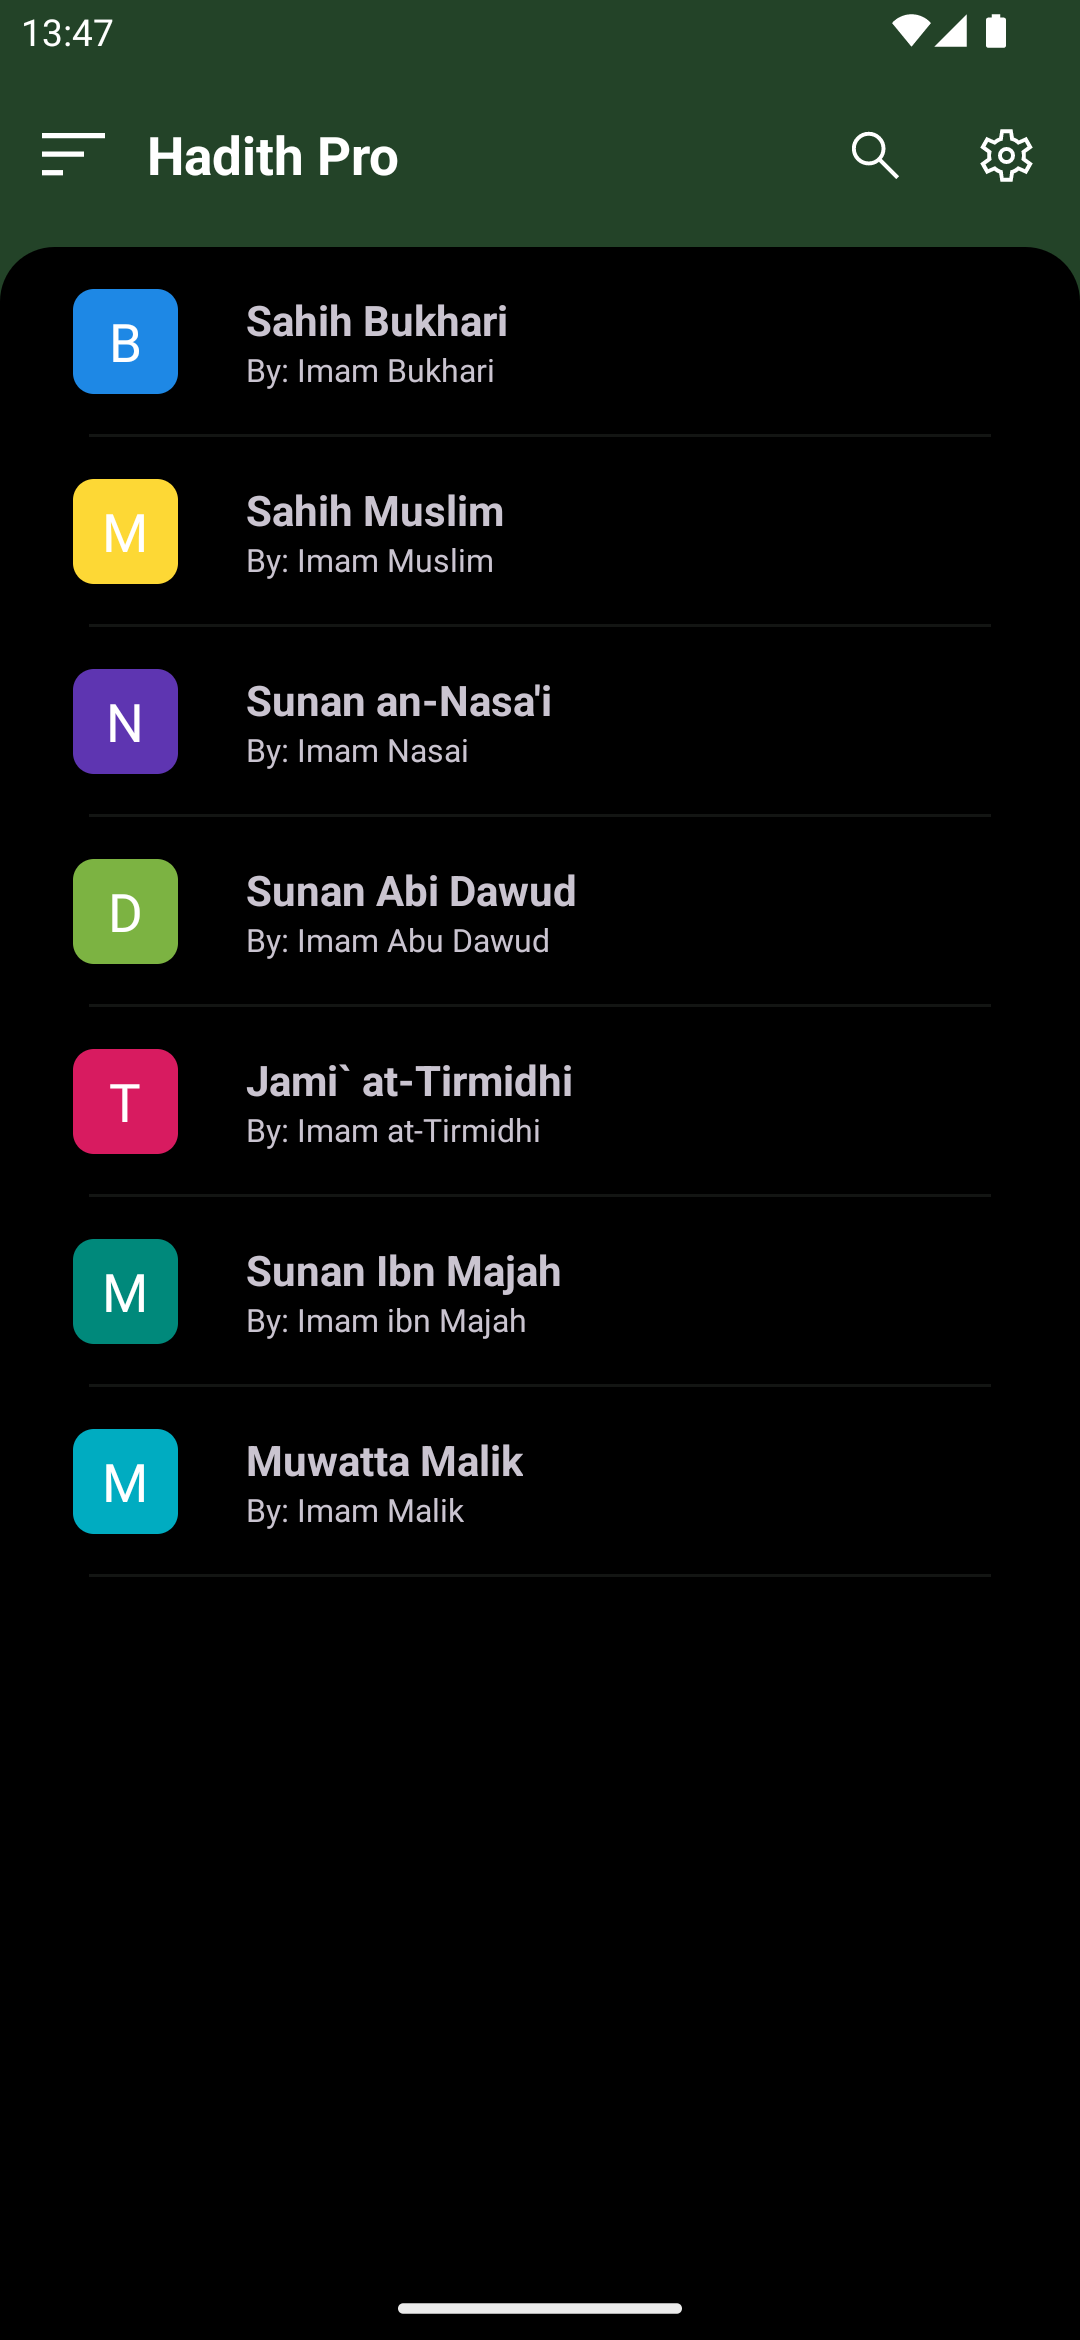 13:47
Hadith Pro
B
Sahih Bukhari
By: Imam Bukhari
M
Sahih Muslim
By: Imam Muslim
N
Sunan an-Nasa'i
By: Imam Nasai
D
Sunan Abi Dawud
By: Imam Abu Dawud
T
Jami` at-Tirmidhi
By: Imam at-Tirmidhi
M
Sunan Ibn Majah
By: Imam ibn Majah
M
Muwatta Malik
By: Imam Malik